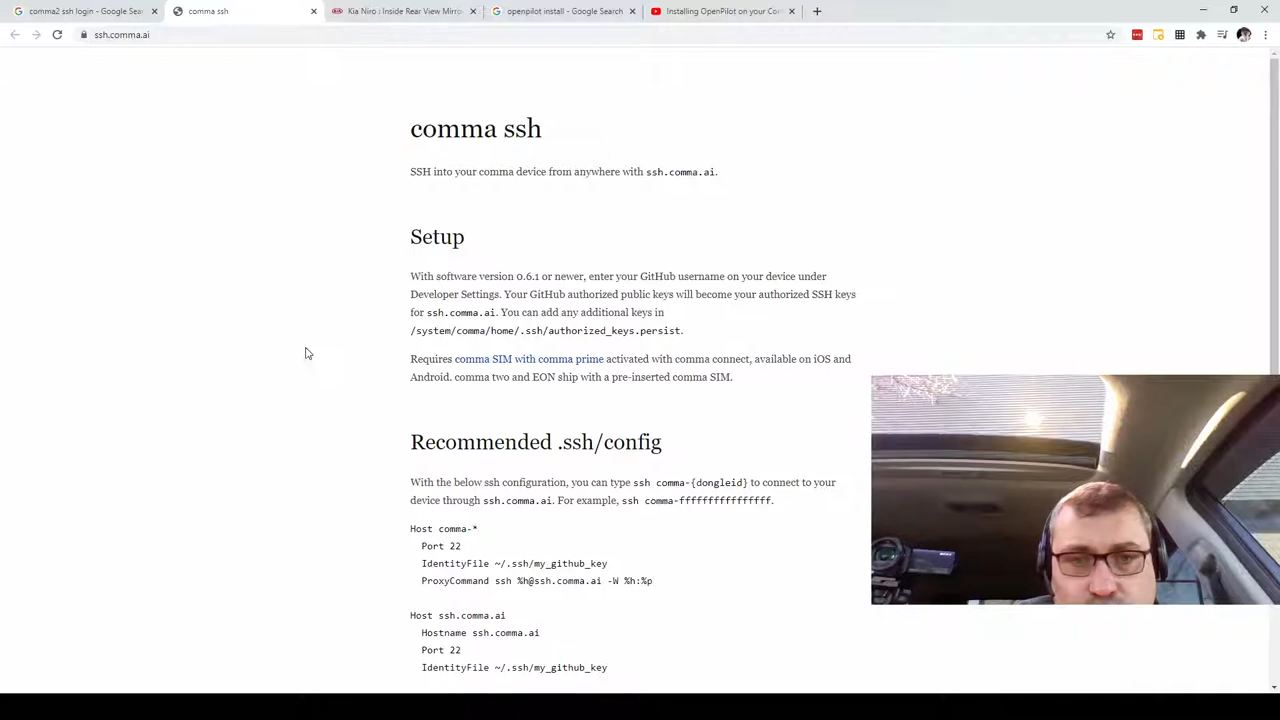 comma2 ssh login - Google Sear
comma ssh
Kia Niro : Inside Rear View Mirro
openpilot install - Google Search
Installing OpenPilot on your Com
ssh.comma.ai
comma ssh
SSH into your comma device from anywhere with ssh.comma.ai.
Setup
With software version 0.6.1 or newer, enter your GitHub username on your device under
Developer Settings. Your GitHub authorized public keys will become your authorized SSH keys
for ssh.comma.ai. You can add any additional keys in
/system/comma/home/.ssh/authorized_keys.persist.
Requires comma SIM with comma prime activated with comma connect, available on iOS and
Android. comma two and EON ship with a pre-inserted comma SIM.
Recommended .ssh/config
With the below ssh configuration, you can type ssh comma-{dongleid} to connect to your
device through ssh.comma.ai. For example, ssh comma-ffffffffffffffff.
Host comma-*
Port 22
IdentityFile ~/.ssh/my_github_key
ProxyCommand ssh %h@ssh.comma.ai -W %h:%p
Host ssh.comma.ai
Hostname ssh.comma.ai
Port 22
IdentityFile ~/.ssh/my_github_key